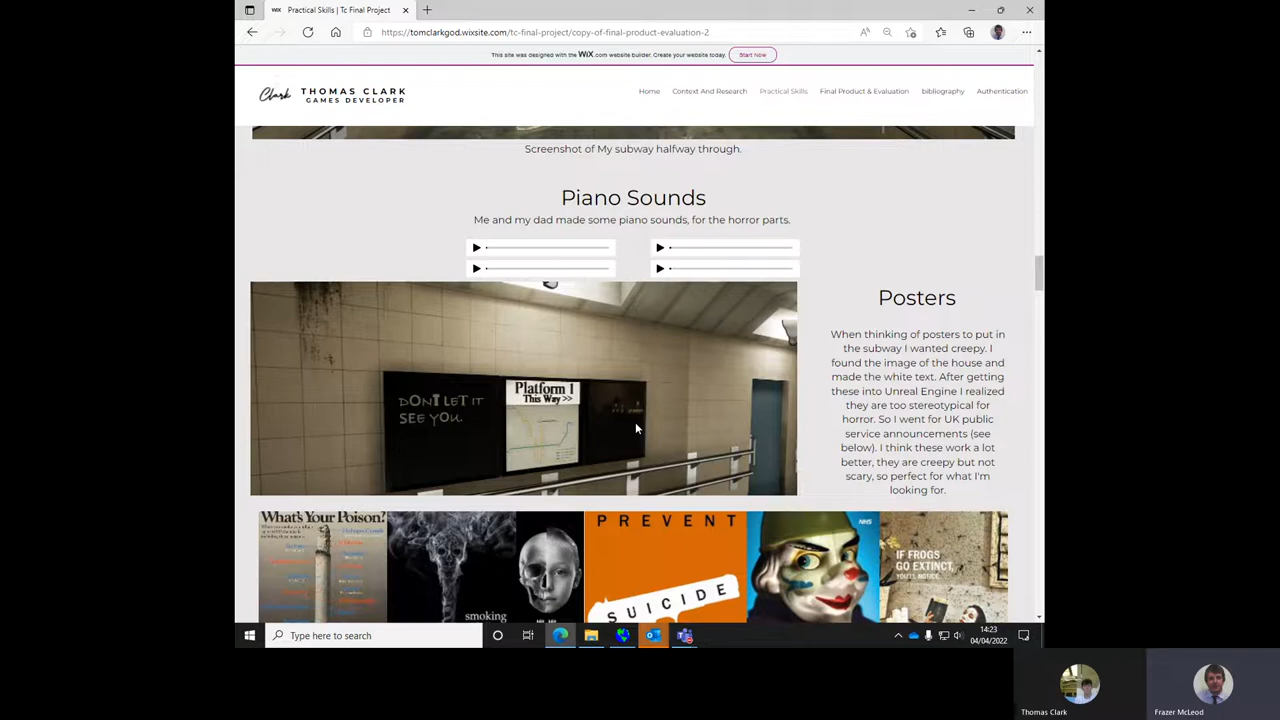 Practical Skills | Tc Final Project
https://tomclarkgod.wixsite.com/tc-final-project/copy-of-final-product-evaluation-2
This site was designed with the WiX.com website builder. Create your website today.
Start Now
Clark
THOMAS CLARK
GAMES DEVELOPER
Home
Context And Research
Practical Skills
Final Product & Evaluation
bibliography
Authentication
Screenshot of My subway halfway through.
Piano Sounds
Me and my dad made some piano sounds, for the horror parts.
DON'T LET IT
SEE YOU.
Platform 1
This Way >>
Posters
When thinking of posters to put in
the subway I wanted creepy. I
found the image of the house and
made the white text. After getting
these into Unreal Engine I realized
they are too stereotypical for
horror. So I went for UK public
service announcements (see
below). I think these work a lot
better, they are creepy but not
scary, so perfect for what I'm
looking for.
What's Your Poison?
smoking
PREVENT
SUICIDE
NHS
IF FROGS
GO EXTINCT,
YOU'LL NOTICE.
Type here to search
14:23
04/04/2022
Thomas Clark
Frazer McLeod